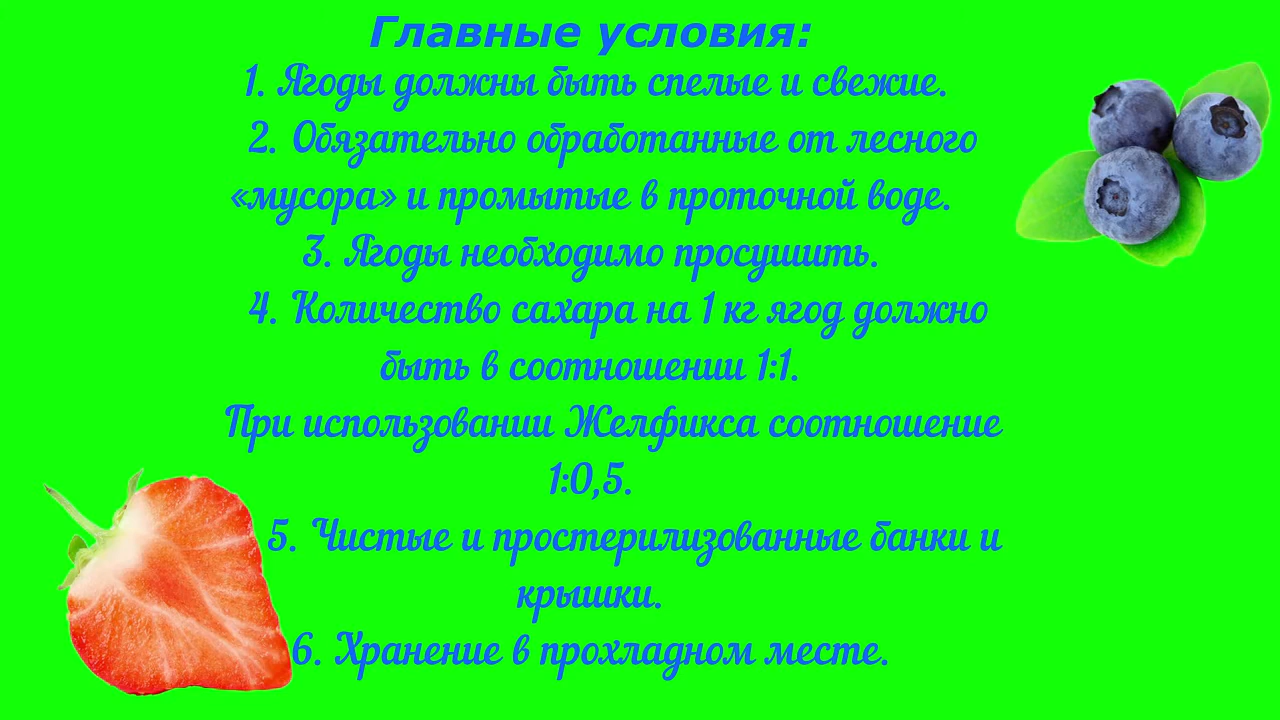 Главные условия:
1. Ягоды должны быть спелые и свежие.
2. Обязательно обработанные от лесного
«мусора» и промытые в проточной воде.
3. Ягоды необходимо просушить.
4. Количество сахара на 1 кг ягод должно
быть в соотношении 1:1.
При использовании Желфикса соотношение
1:0,5.
5. Чистые и простерилизованные банки и
крышки.
6. Хранение в прохладном месте.